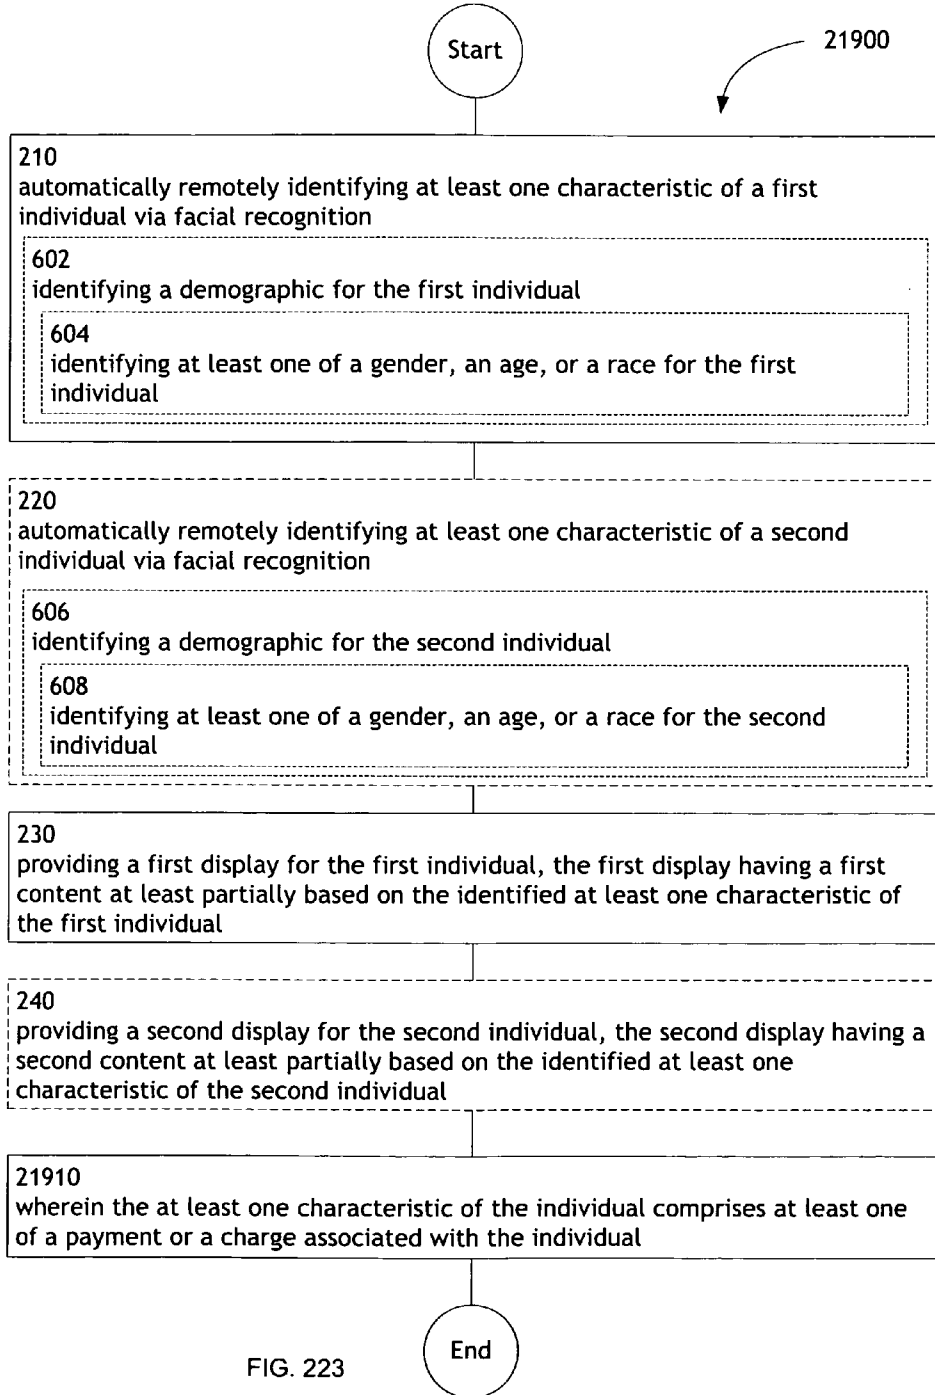 Start
21900
210
automatically remotely identifying at least one characteristic of a first
individual via facial recognition
602
identifying a demographic for the first individual
604
identifying at least one of a gender, an age, or a race for the first
individual
220
automatically remotely identifying at least one characteristic of a second
individual via facial recognition
606
identifying a demographic for the second individual
608
identifying at least one of a gender, an age, or a race for the second
individual
230
providing a first display for the first individual, the first display having a first
content at least partially based on the identified at least one characteristic of
the first individual
240
providing a second display for the second individual, the second display having a
second content at least partially based on the identified at least one
characteristic of the second individual
21910
wherein the at least one characteristic of the individual comprises at least one
of a payment or a charge associated with the individual
End
FIG. 223